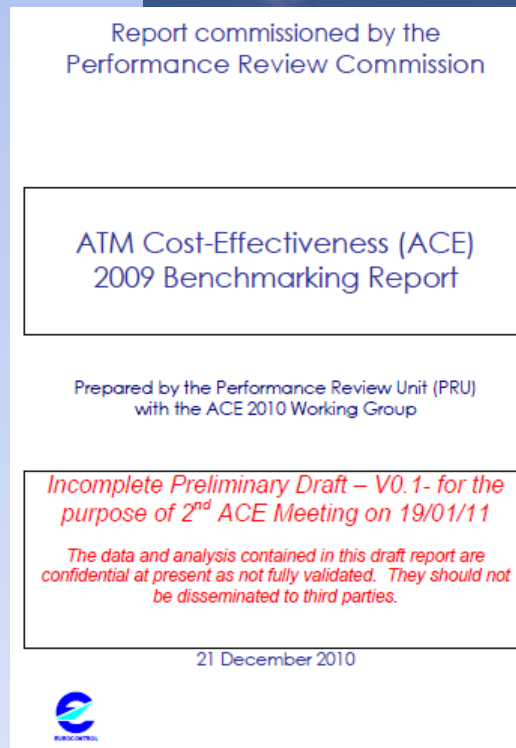 Report commissioned by the
Performance Review Commission
ATM Cost-Effectiveness (ACE)
2009 Benchmarking Report
Prepared by the Performance Review Unit (PRU)
with the ACE 2010 Working Group
Incomplete Preliminary Draft – V0.1- for the
purpose of 2nd ACE Meeting on 19/01/11
The data and analysis contained in this draft report are
confidential at present as not fully validated. They should not
be disseminated to third parties.
21 December 2010
EUROCONTROL